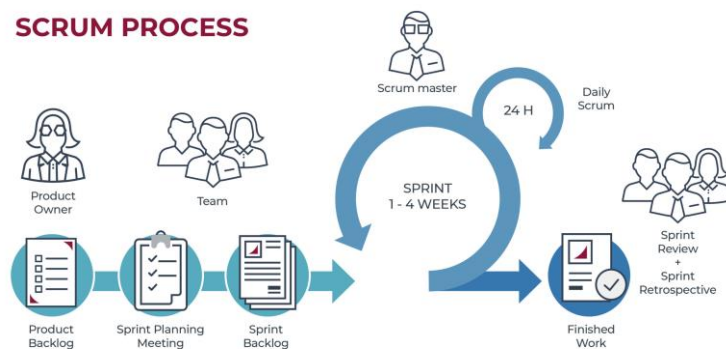 SCRUM PROCESS
Scrum master
24 H
Daily
Scrum
Product
Owner
Team
SPRINT
1 - 4 WEEKS
Sprint
Review
+
Sprint
Retrospective
Product
Backlog
Sprint Planning
Meeting
Sprint
Backlog
Finished
Work